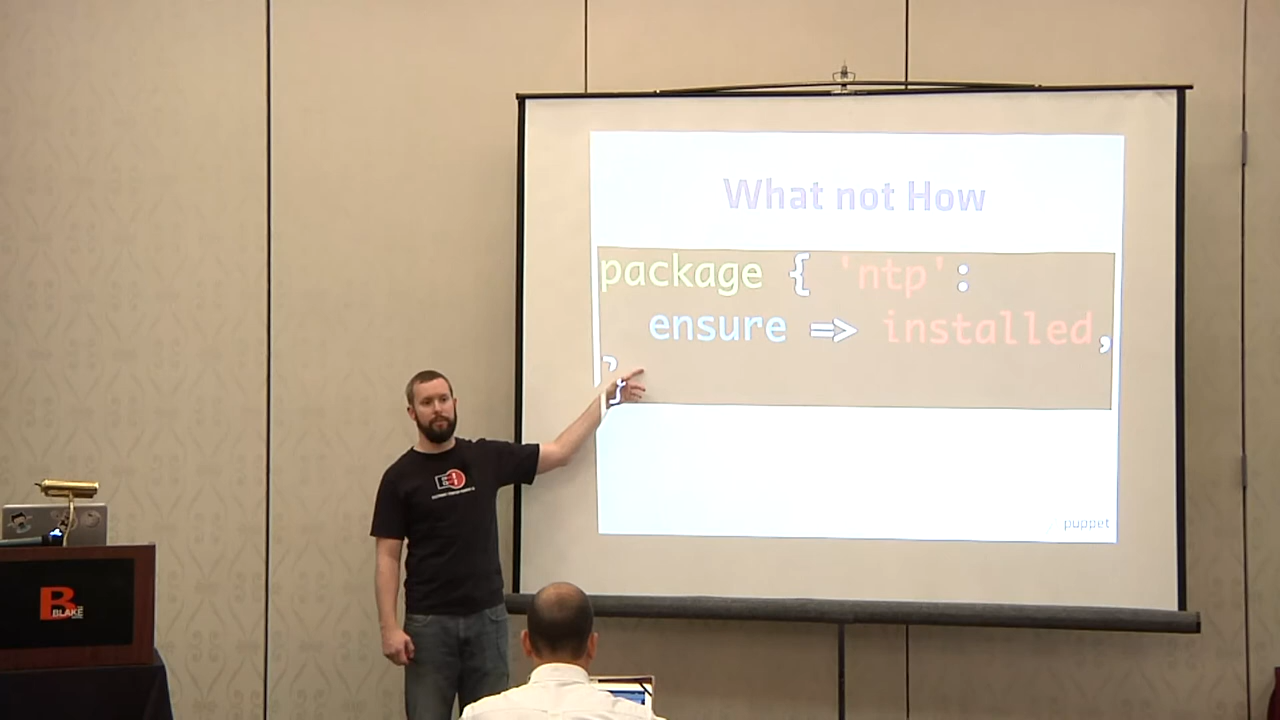 What not How
package { 'ntp':
ensure => installed,
}
puppet
B
BLAKE